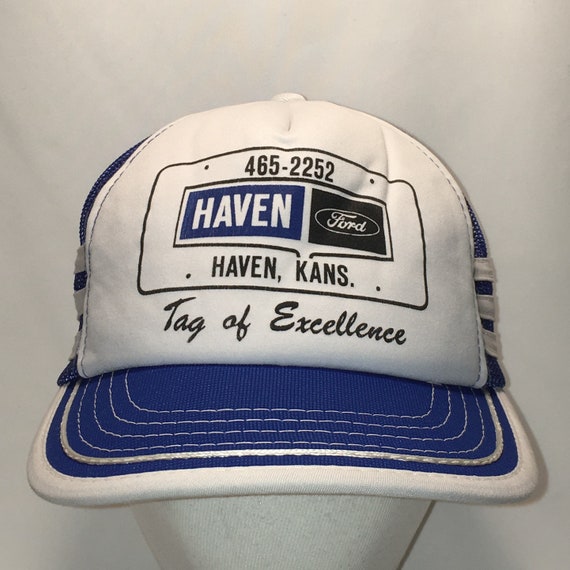 465-2252
HAVEN Ford
HAVEN, KANS.
Tag of Excellence